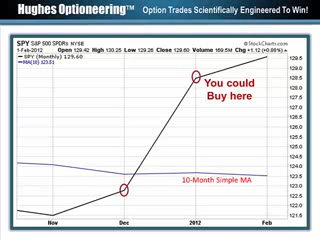 Hughes Optioneering™ Option Trades Scientifically Engineered To Win!
SPY S&P 500 SPDRs NYSE © StockCharts.com
1-Feb-2012 Open 129.42 High 130.25 Low 129.26 Close 129.60 Volume 169.5M Chg +1.12 (+0.88%)
SPY (Monthly) 129.60
MA(10) 123.51
129.5
129.0
128.5
128.0
127.5
127.0
126.5
126.0
125.5
125.0
124.5
124.0
123.5
123.0
122.5
122.0
121.5
You could
Buy here
10-Month Simple MA
Nov Dec 2012 Feb